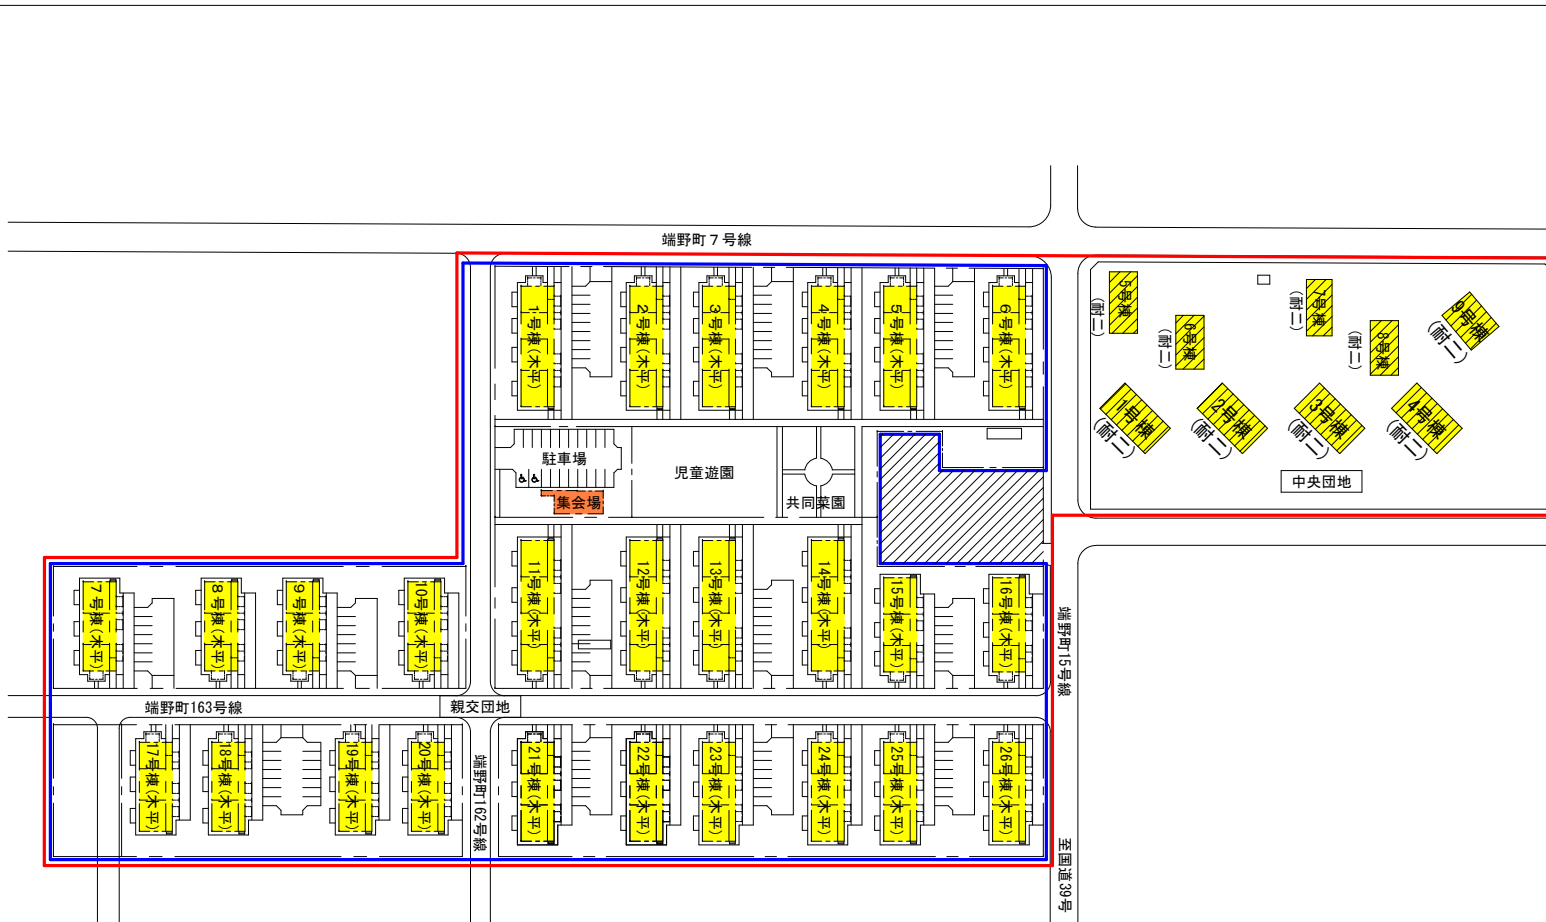 端野町７号線
1号棟(木平)
2号棟(木平)
3号棟(木平)
4号棟(木平)
5号棟(木平)
6号棟(木平)
5号棟
(耐二)
6号棟
(耐二)
7号棟
(耐二)
8号棟
(耐二)
9号棟
(耐二)
1号棟
(耐二)
2号棟
(耐二)
3号棟
(耐二)
4号棟
(耐二)
中央団地
駐車場
児童遊園
共同菜園
集会場
7号棟(木平)
8号棟(木平)
9号棟(木平)
10号棟(木平)
11号棟(木平)
12号棟(木平)
13号棟(木平)
14号棟(木平)
15号棟(木平)
16号棟(木平)
端野町15号線
端野町163号線
親交団地
17号棟(木平)
18号棟(木平)
19号棟(木平)
20号棟(木平)
端野町162号線
21号棟(木平)
22号棟(木平)
23号棟(木平)
24号棟(木平)
25号棟(木平)
26号棟(木平)
至国道39号